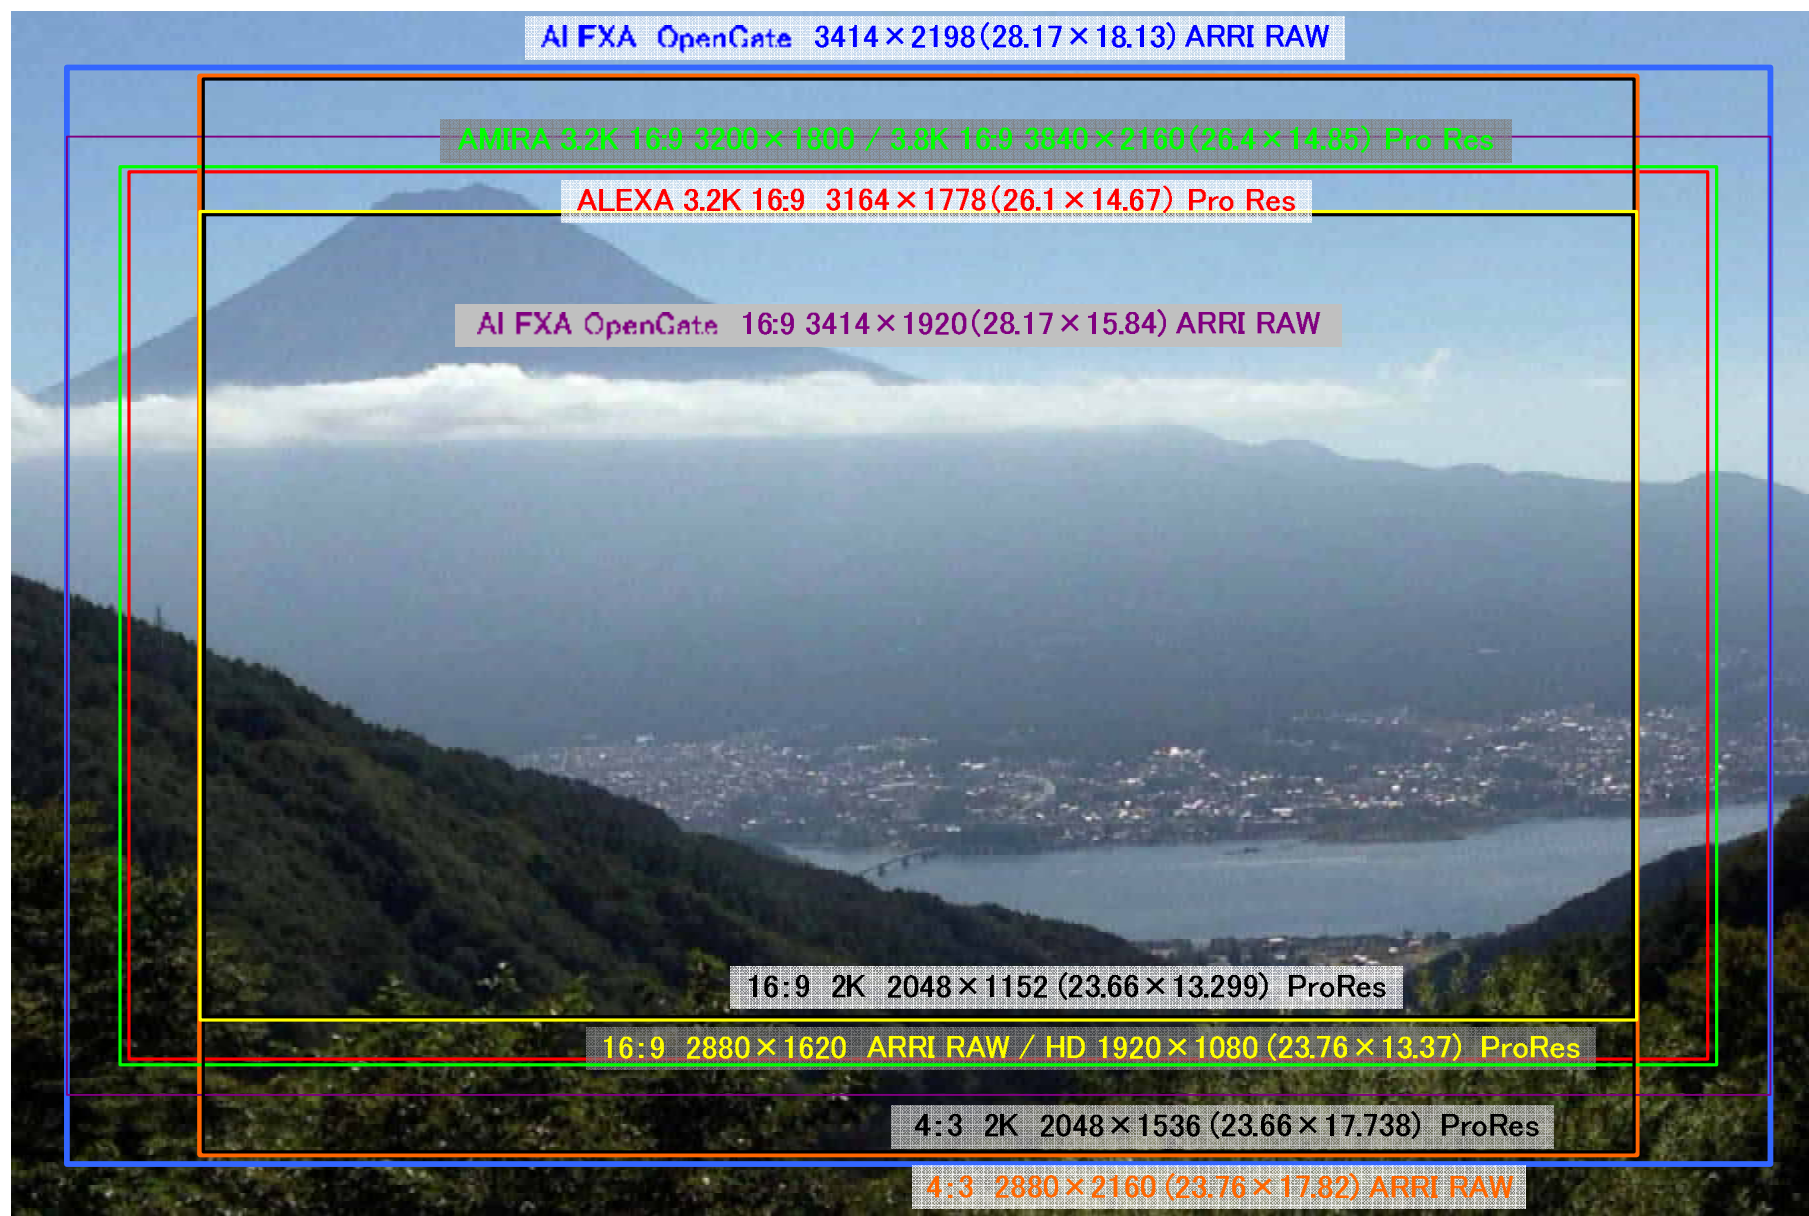 ALEXA OpenGate 3414×2198(28.17×18.13) ARRI RAW
AMIRA 3.2K 16:9 3200×1800 / 3.8K 16:9 3840×2160(26.4×14.85) Pro Res
ALEXA 3.2K 16:9 3164×1778(26.1×14.67) Pro Res
ALEXA OpenGate 16:9 3414×1920(28.17×15.84) ARRI RAW
16:9 2K 2048×1152 (23.66×13.299) ProRes
16:9 2880×1620 ARRI RAW / HD 1920×1080 (23.76×13.37) ProRes
4:3 2K 2048×1536 (23.66×17.738) ProRes
4:3 2880×2160 (23.76×17.82) ARRI RAW